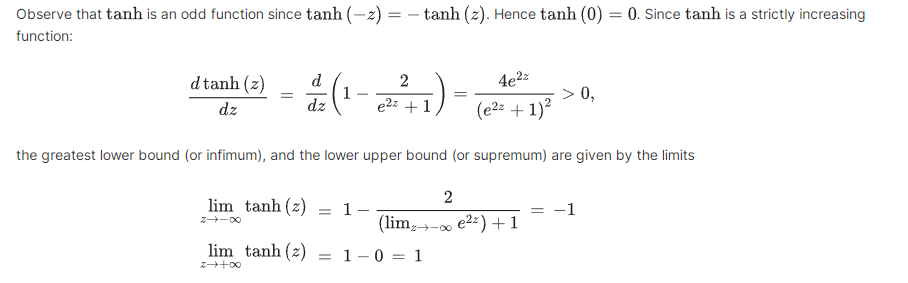 Observe that tanh is an odd function since tanh (−z) = − tanh (z). Hence tanh (0) = 0. Since tanh is a strictly increasing
function:
d tanh (z)/dz = d/dz (1 − 2/(e^{2z} + 1)) = 4e^{2z}/(e^{2z} + 1)^2 > 0,
the greatest lower bound (or infimum), and the lower upper bound (or supremum) are given by the limits
lim_{z→−∞} tanh (z) = 1 − 2/((lim_{z→−∞} e^{2z}) + 1) = −1
lim_{z→+∞} tanh (z) = 1 − 0 = 1